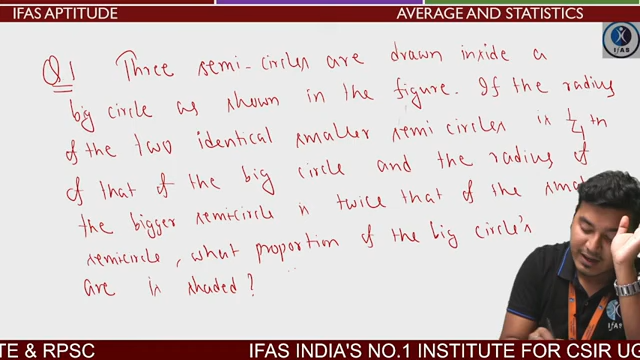 IFAS APTITUDE AVERAGE AND STATISTICS
IFAS
Q1 Three semi-circles are drawn inside a
big circle as shown in the figure. If the radius
of the two identical smaller semi circles is 1/4 th
of that of the big circle and the radius of
the bigger semicircle is twice that of the
semicircle, what proportion of the big circle's
are is shaded?
TE & RPSC IFAS INDIA'S NO.1 INSTITUTE FOR CSIR UG